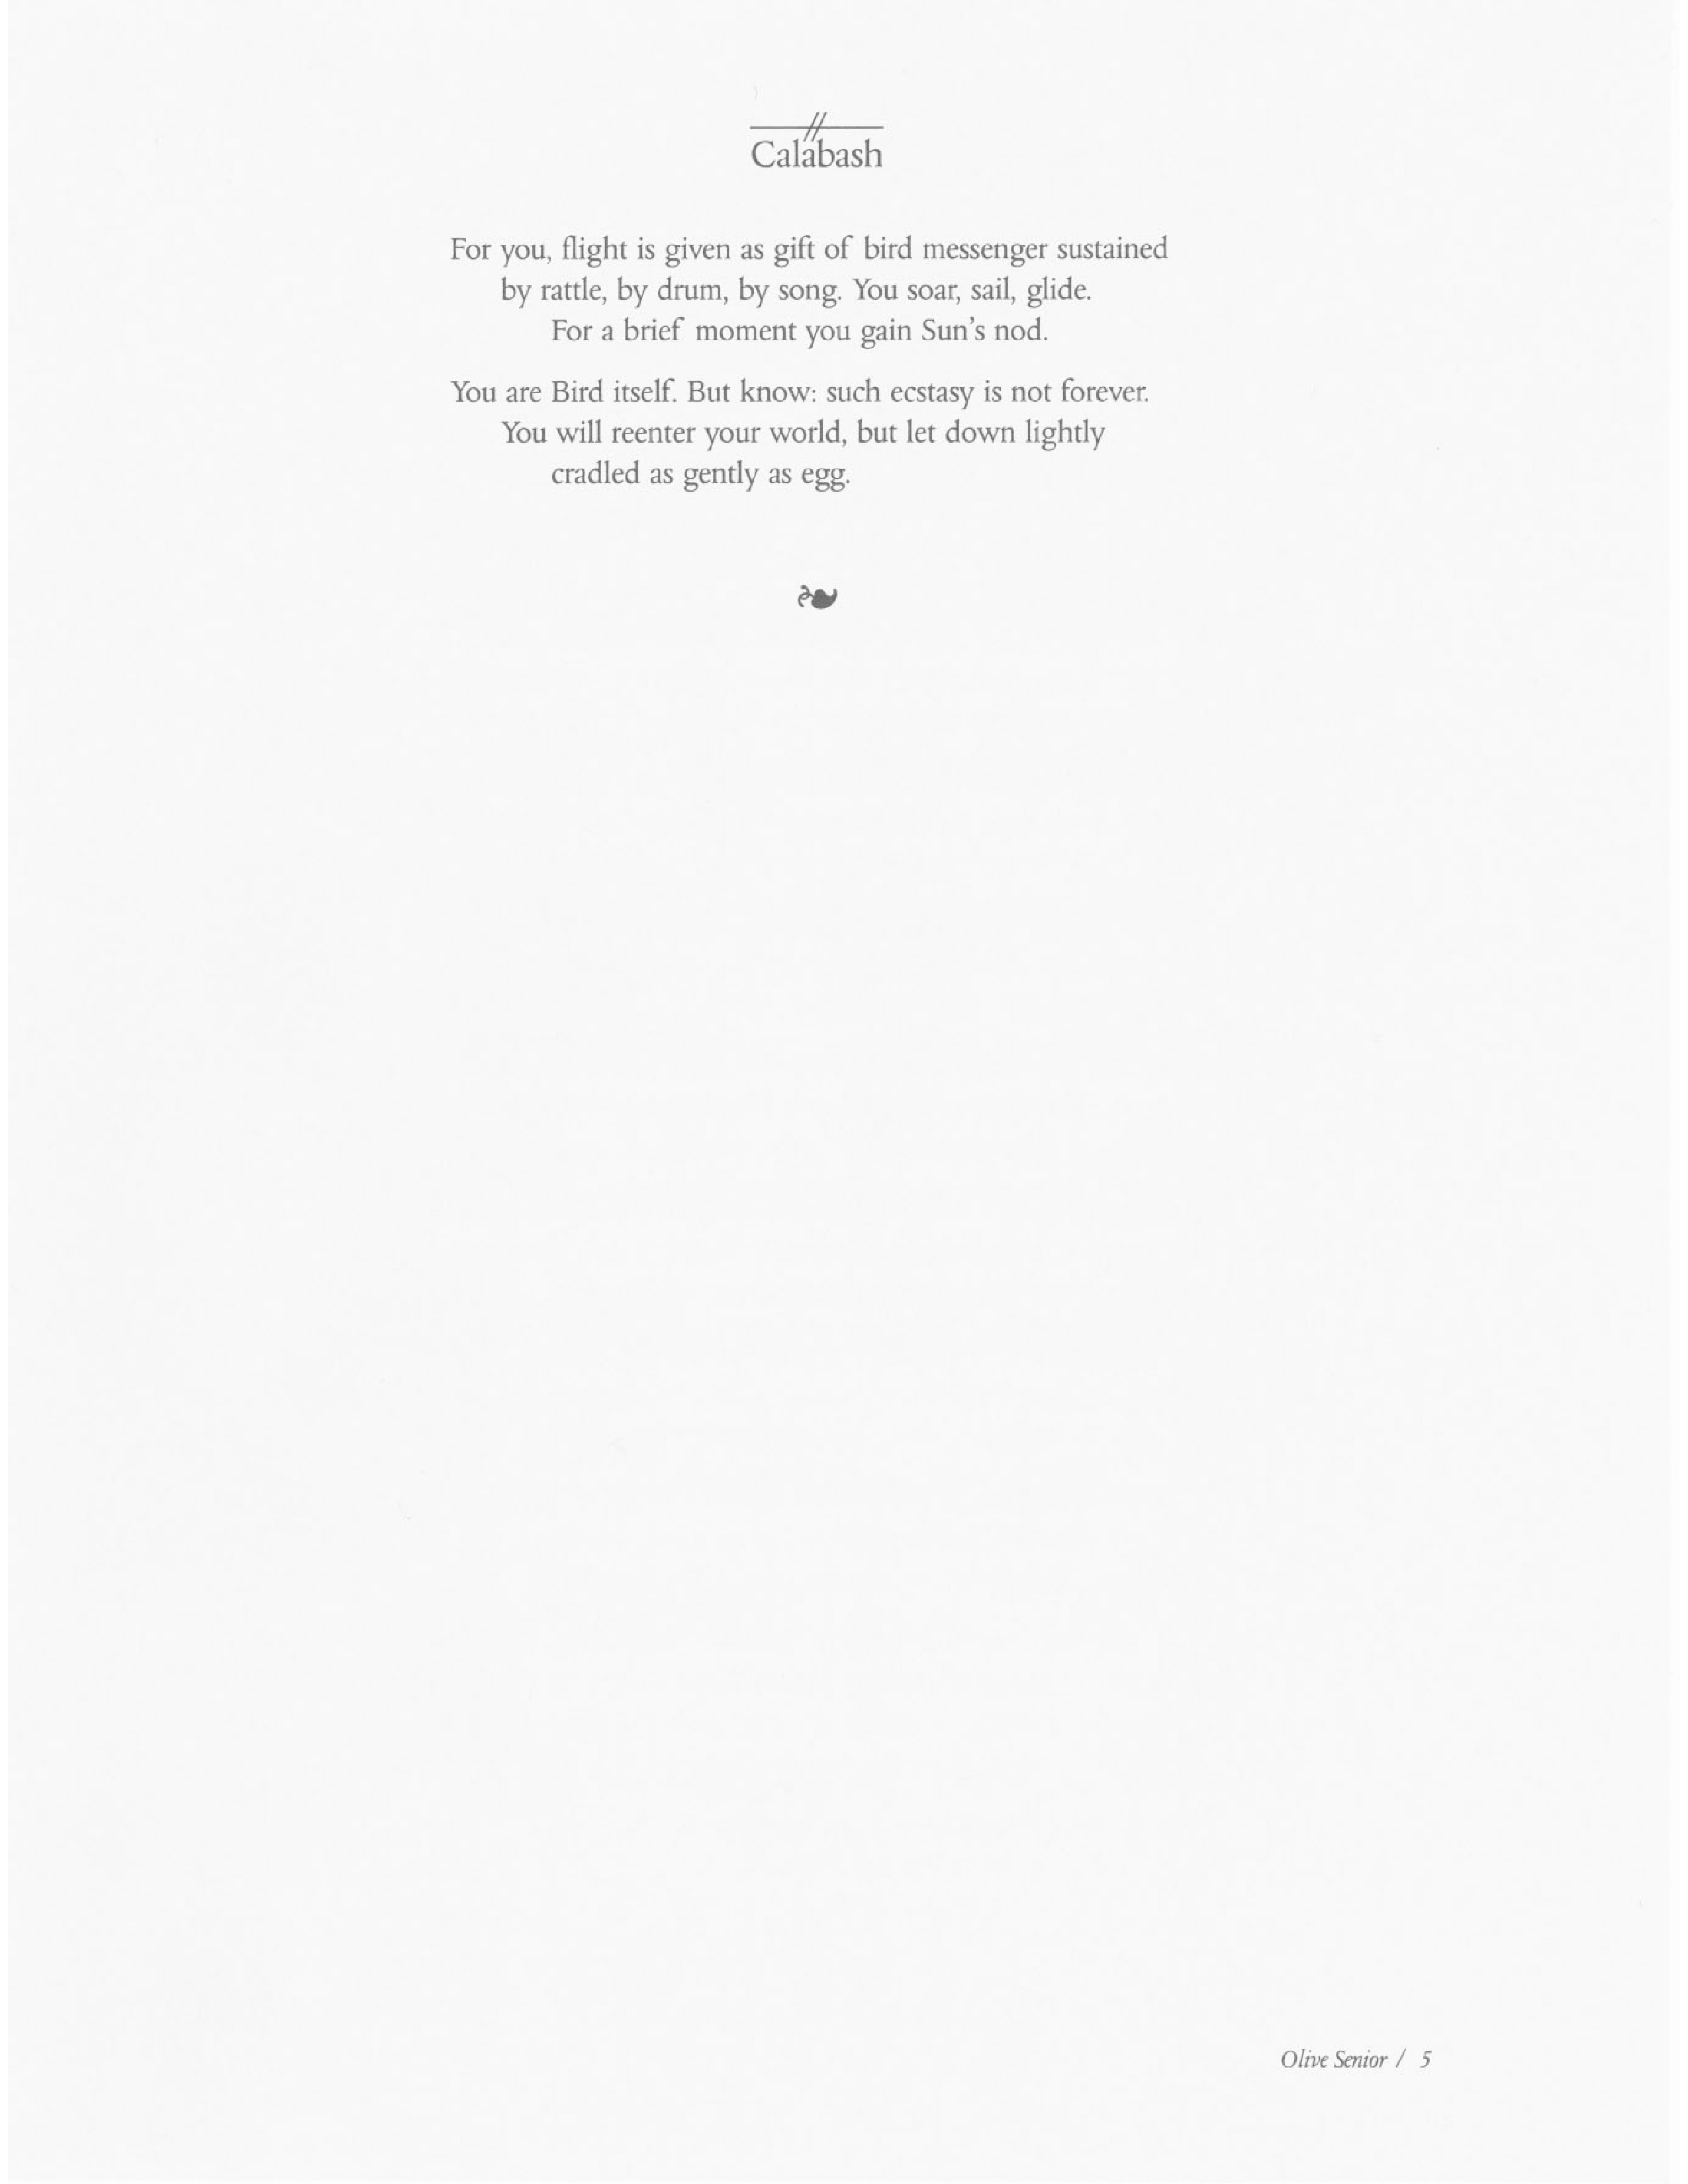 Calabash
For you, flight is given as gift of bird messenger sustained
by rattle, by drum, by song. You soar, sail, glide.
For a brief moment you gain Sun's nod.
You are Bird itself. But know: such ecstasy is not forever.
You will reenter your world, but let down lightly
cradled as gently as egg.
Olive Senior / 5